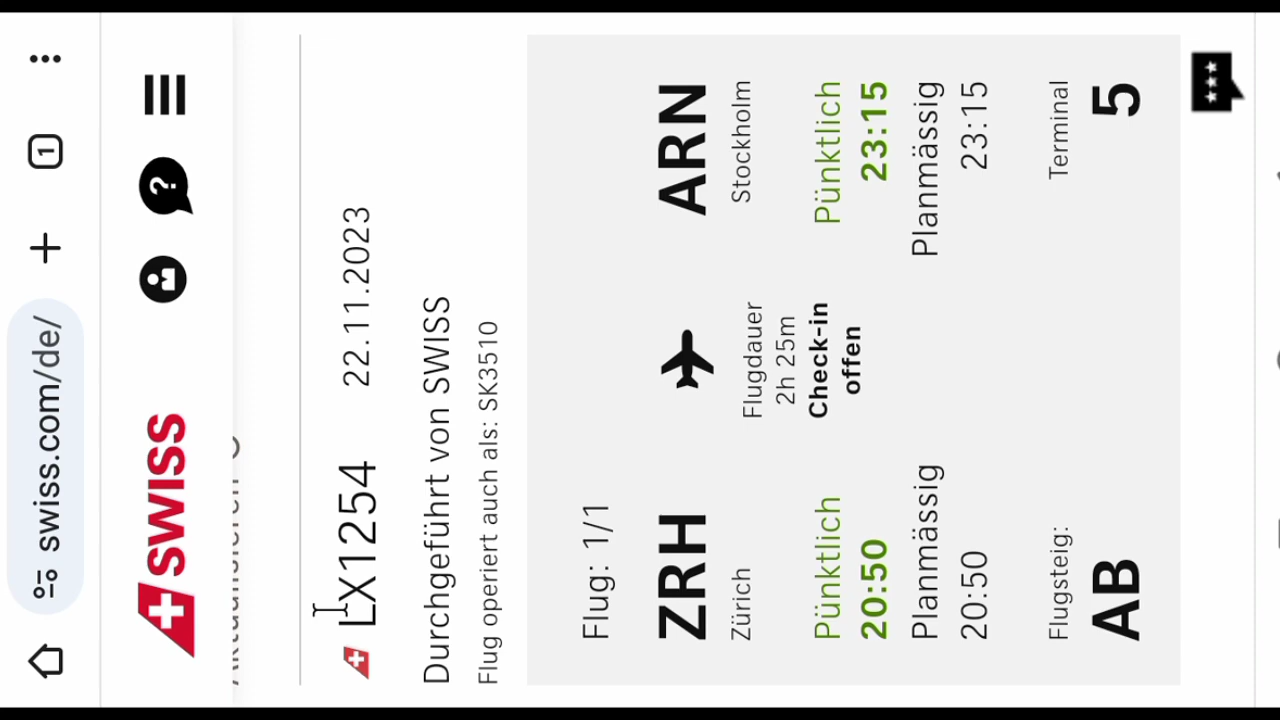 swiss.com/de/
1
SWISS
?
LX1254 22.11.2023
Durchgeführt von SWISS
Flug operiert auch als: SK3510
Flug: 1/1
ZRH ARN
Zürich Stockholm
Flugdauer
2h 25m
Check-in
offen
Pünktlich Pünktlich
20:50 23:15
Planmässig Planmässig
20:50 23:15
Flugsteig: Terminal
AB 5